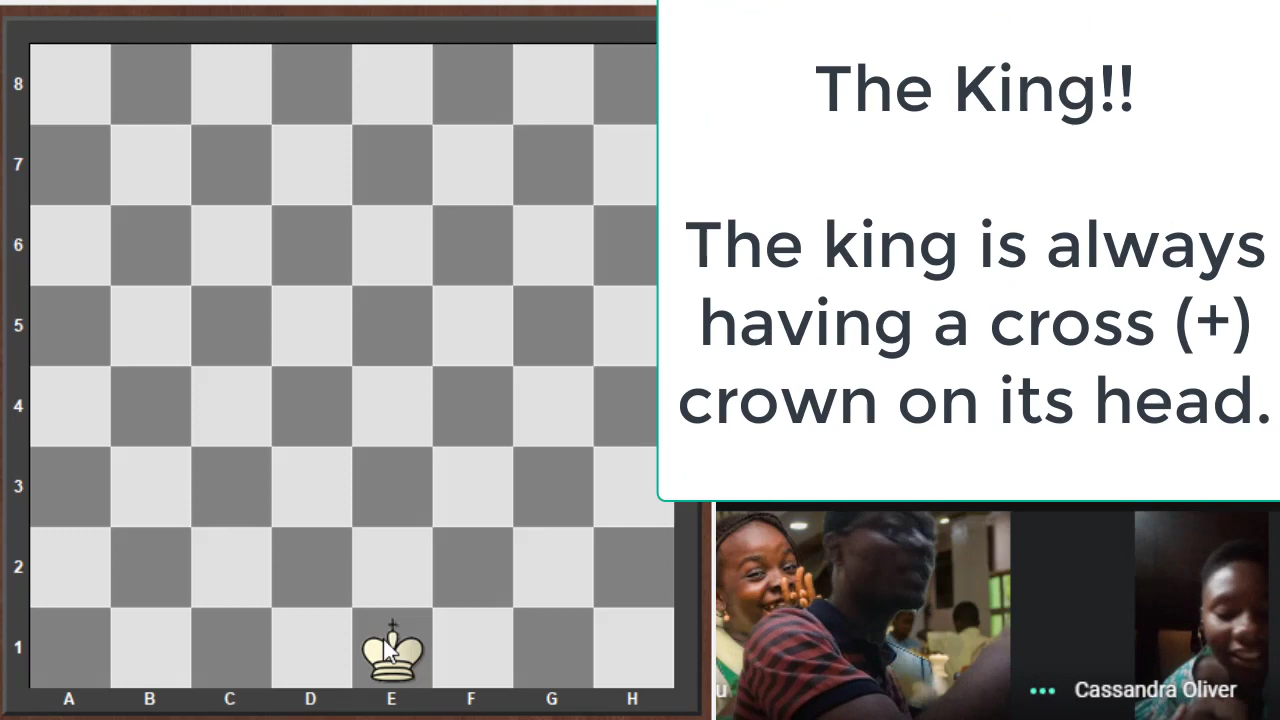 The King!!
The king is always
having a cross (+)
crown on its head.
8
7
6
5
4
3
2
1
A B C D E F G H
u
Cassandra Oliver